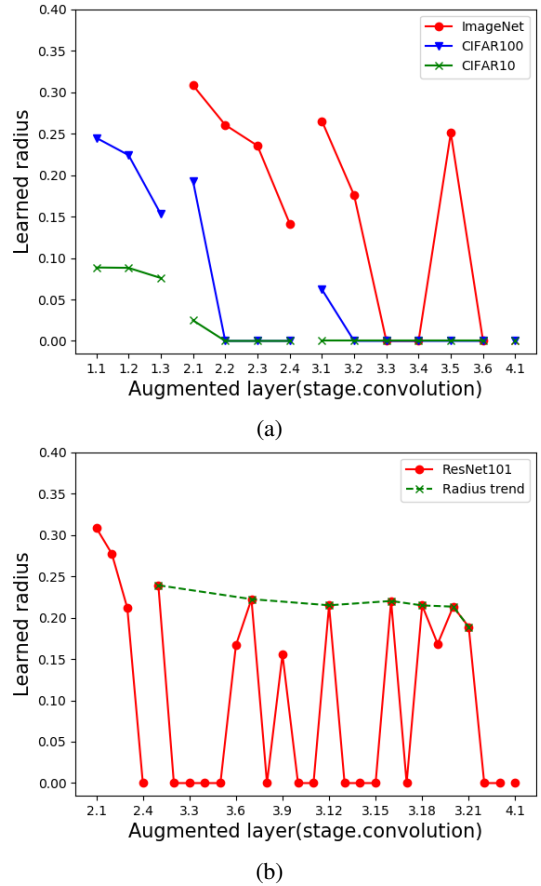 0.40
0.35
0.30
0.25
0.20
0.15
0.10
0.05
0.00
Learned radius
ImageNet
CIFAR100
CIFAR10
1.1 1.2 1.3 2.1 2.2 2.3 2.4 3.1 3.2 3.3 3.4 3.5 3.6 4.1
Augmented layer(stage.convolution)
(a)
0.40
0.35
0.30
0.25
0.20
0.15
0.10
0.05
0.00
Learned radius
ResNet101
Radius trend
2.1 2.4 3.3 3.6 3.9 3.12 3.15 3.18 3.21 4.1
Augmented layer(stage.convolution)
(b)